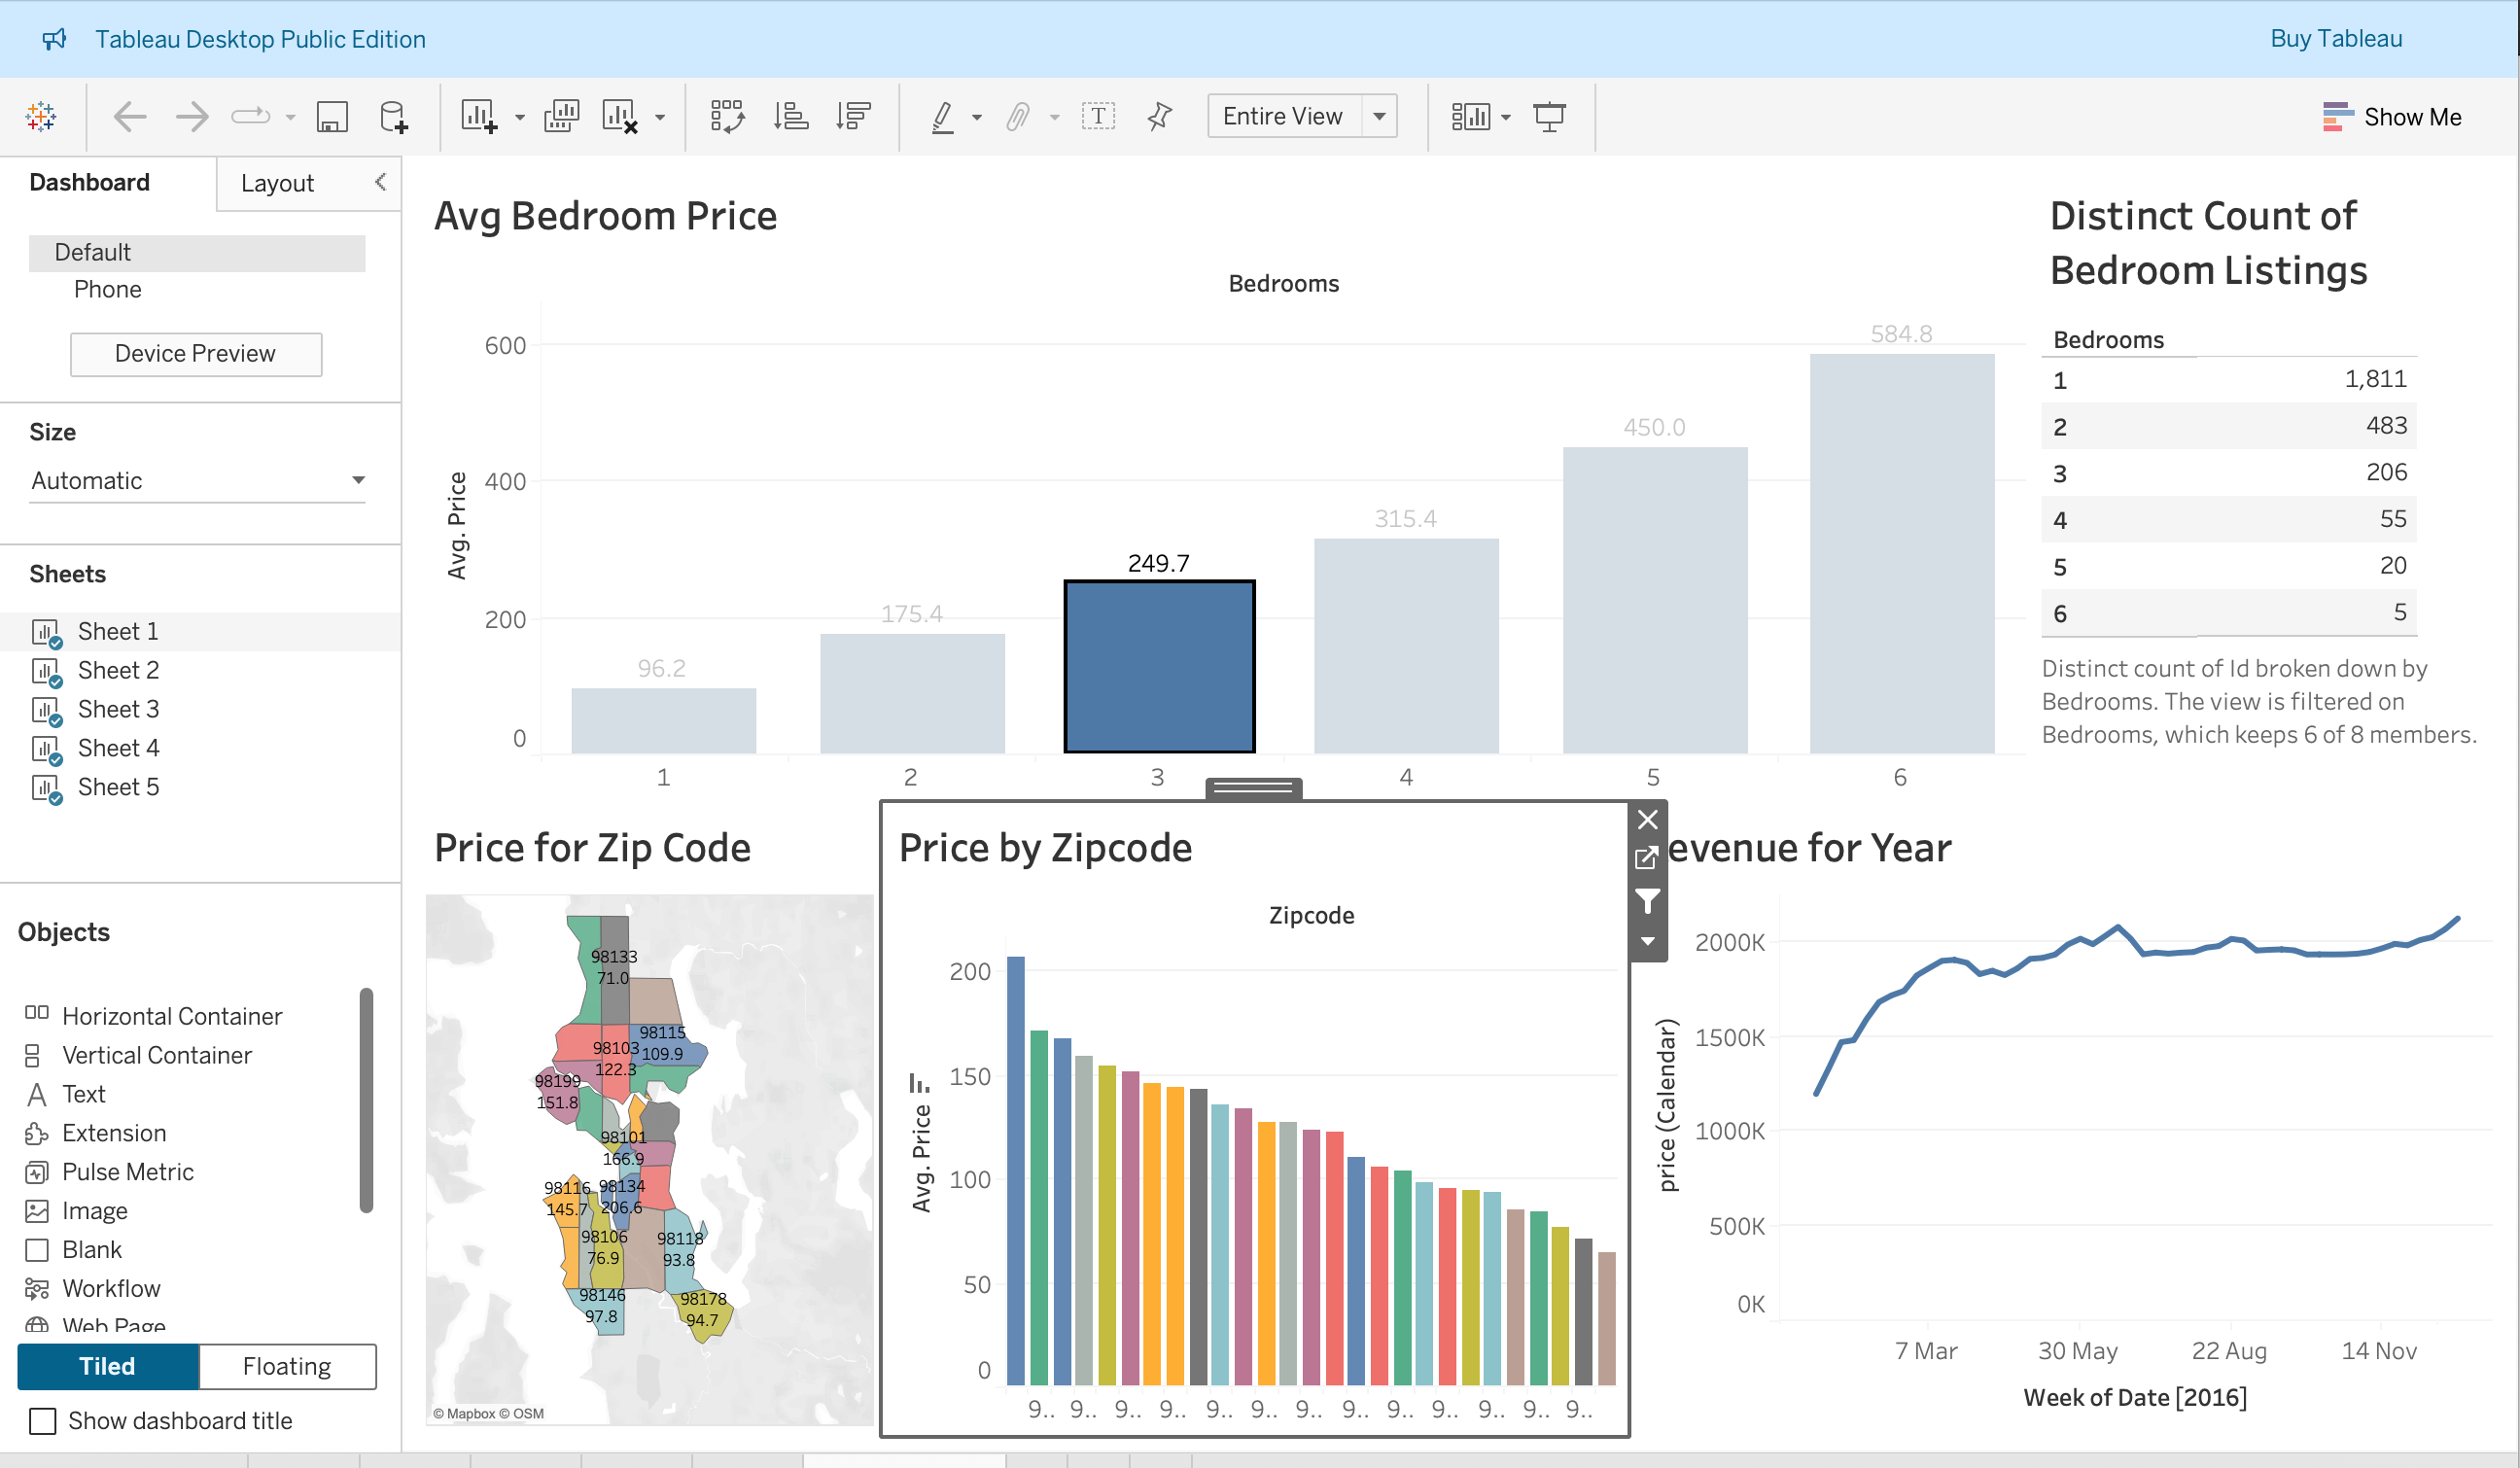 Tableau Desktop Public Edition
Buy Tableau
Entire View
Show Me
Dashboard
Layout
Default
Phone
Device Preview
Size
Automatic
Sheets
Sheet 1
Sheet 2
Sheet 3
Sheet 4
Sheet 5
Objects
Horizontal Container
Vertical Container
Text
Extension
Pulse Metric
Image
Blank
Workflow
Web Page
Tiled
Floating
Show dashboard title
Avg Bedroom Price
Bedrooms
Avg. Price
600
400
200
0
96.2
175.4
249.7
315.4
450.0
584.8
1 2 3 4 5 6
Distinct Count of
Bedroom Listings
Bedrooms
1 1,811
2 483
3 206
4 55
5 20
6 5
Distinct count of Id broken down by
Bedrooms. The view is filtered on
Bedrooms, which keeps 6 of 8 members.
Price for Zip Code
98133
71.0
98115
109.9
98103
122.3
98199
151.8
98101
166.9
98116
145.7
98134
206.6
98106
76.9
98118
93.8
98146
97.8
98178
94.7
© Mapbox © OSM
Price by Zipcode
Zipcode
Avg. Price
200
150
100
50
0
9.. 9.. 9.. 9.. 9.. 9.. 9.. 9.. 9.. 9.. 9.. 9.. 9..
evenue for Year
price (Calendar)
2000K
1500K
1000K
500K
0K
7 Mar 30 May 22 Aug 14 Nov
Week of Date [2016]